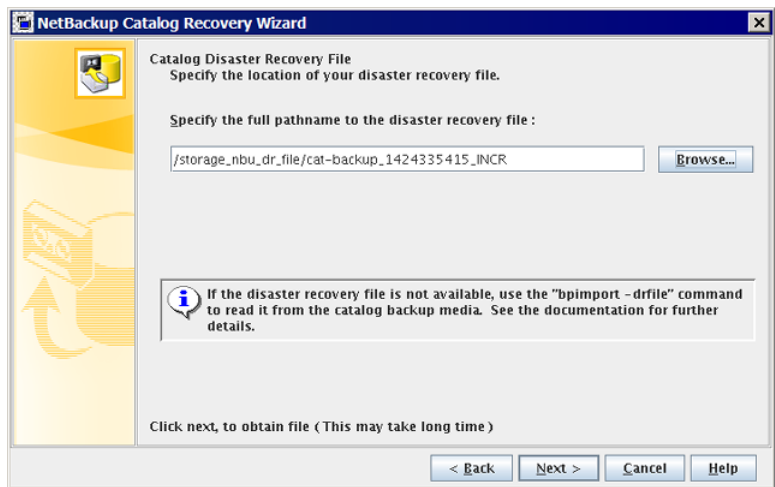 NetBackup Catalog Recovery Wizard
Catalog Disaster Recovery File
Specify the location of your disaster recovery file.
Specify the full pathname to the disaster recovery file :
/storage_nbu_dr_file/cat-backup_1424335415_INCR
Browse...
If the disaster recovery file is not available, use the "bpimport -drfile" command
to read it from the catalog backup media. See the documentation for further
details.
Click next, to obtain file (This may take long time)
< Back
Next >
Cancel
Help